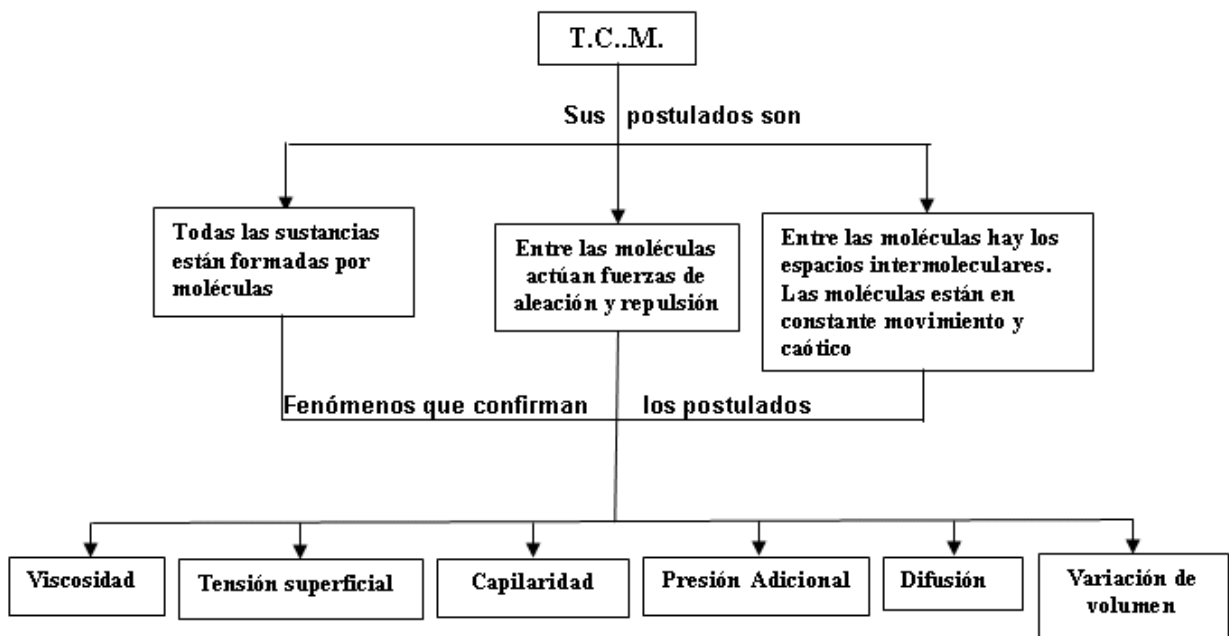 T.C..M.
Sus postulados son
Todas las sustancias
están formadas por
moléculas
Entre las moléculas
actúan fuerzas de
aleación y repulsión
Entre las moléculas hay los
espacios intermoleculares.
Las moléculas están en
constante movimiento y
caótico
Fenómenos que confirman los postulados
Viscosidad
Tensión superficial
Capilaridad
Presión Adicional
Difusión
Variación de
volumen